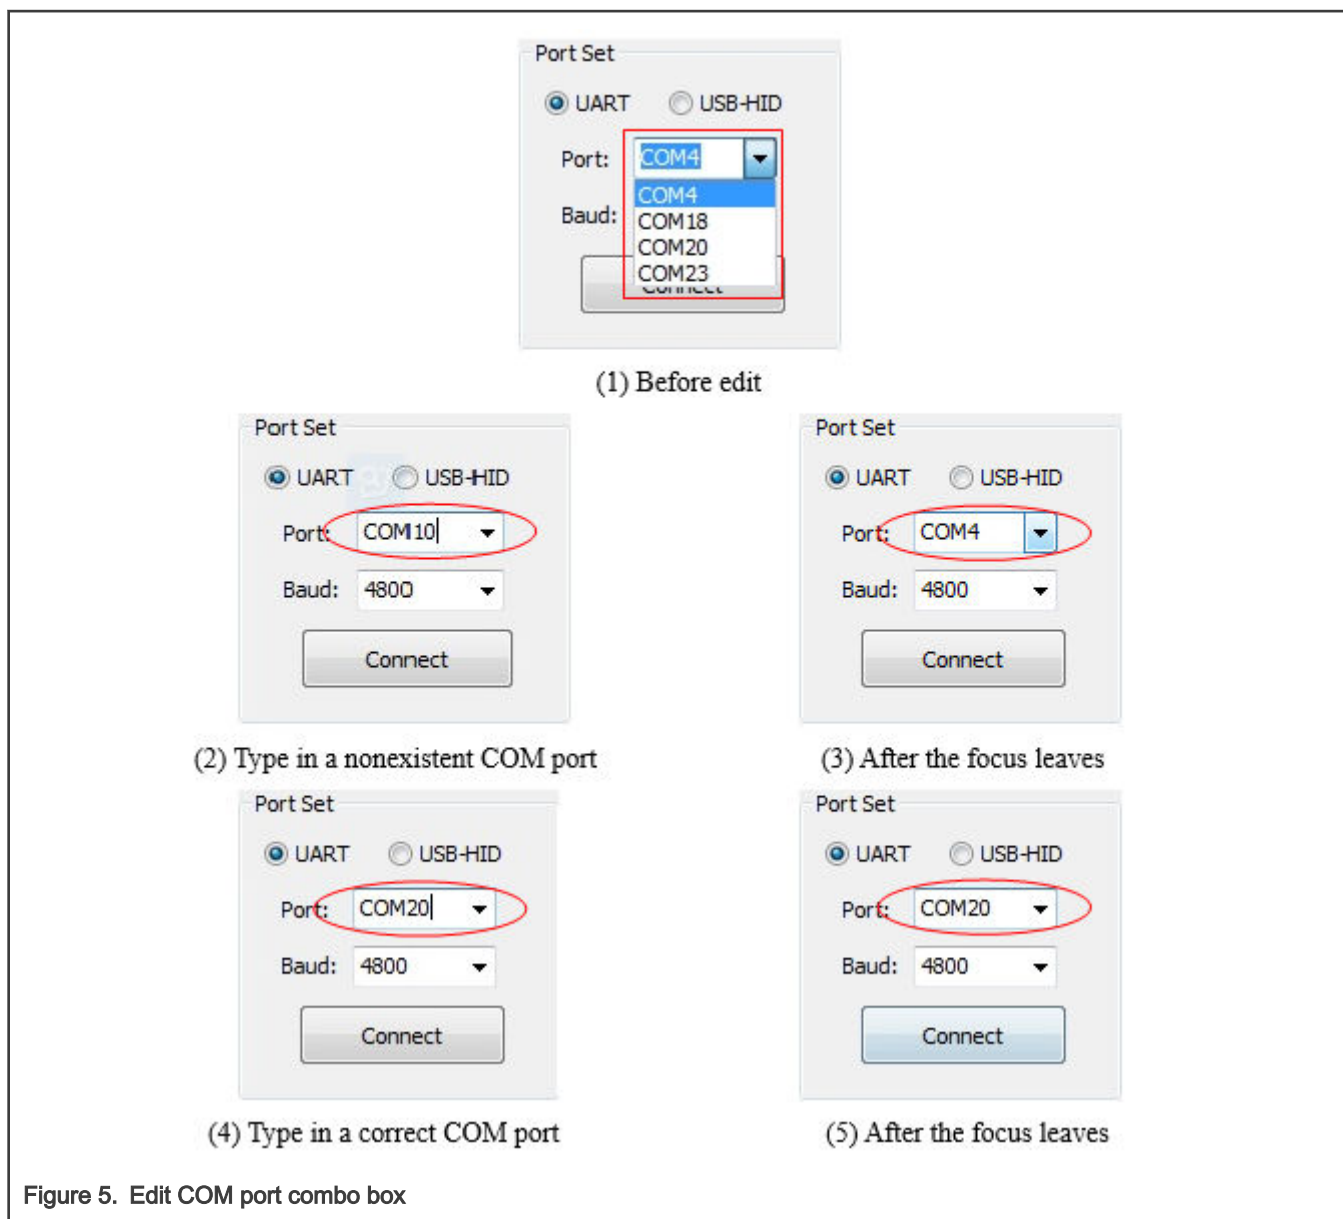 Port Set
UART USB-HID
Port: COM4
COM4
COM18
Baud:
COM20
COM23
Connect
(1) Before edit
Port Set
UART USB-HID
Port: COM10
Baud: 4800
Connect
(2) Type in a nonexistent COM port
Port Set
UART USB-HID
Port: COM4
Baud: 4800
Connect
(3) After the focus leaves
Port Set
UART USB-HID
Port: COM20
Baud: 4800
Connect
(4) Type in a correct COM port
Port Set
UART USB-HID
Port: COM20
Baud: 4800
Connect
(5) After the focus leaves
Figure 5. Edit COM port combo box